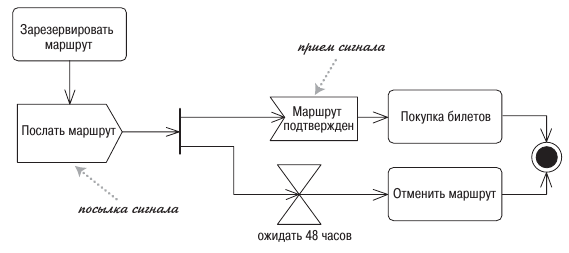 Зарезервировать
маршрут
прием сигнала
Послать маршрут
Маршрут
подтвержден
Покупка билетов
Отменить маршрут
посылка сигнала
ожидать 48 часов